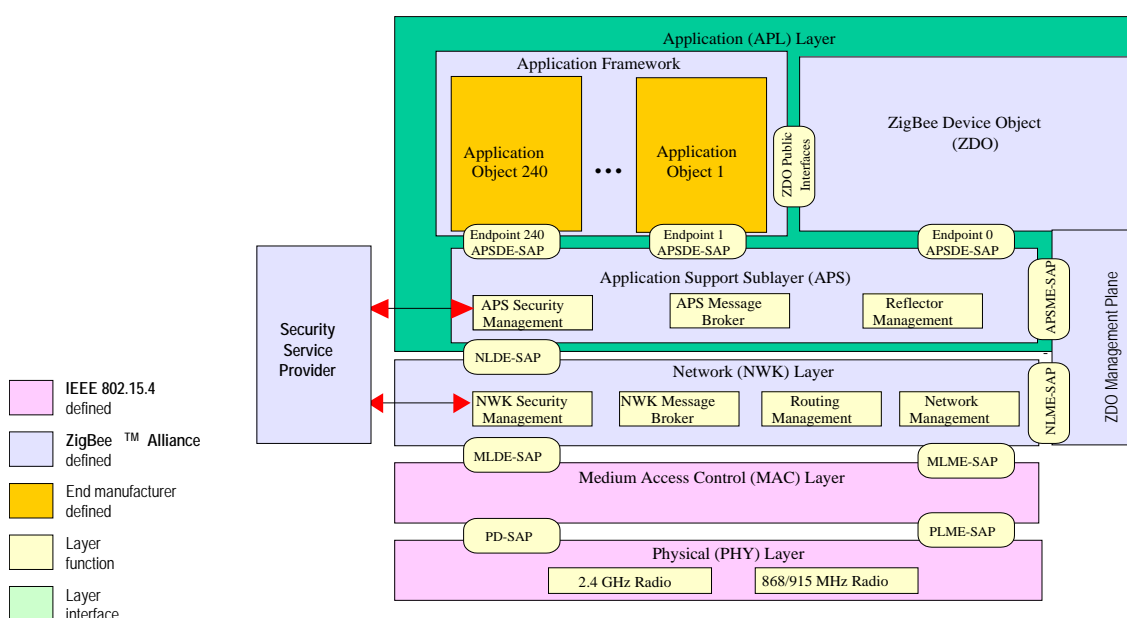 Application (APL) Layer
Application Framework
ZigBee Device Object
(ZDO)
Application
Object 240
...
Application
Object 1
ZDO Public
Interfaces
Endpoint 240
APSDE-SAP
Endpoint 1
APSDE-SAP
Endpoint 0
APSDE-SAP
Application Support Sublayer (APS)
APS Security
Management
APS Message
Broker
Reflector
Management
APSME-SAP
ZDO Management Plane
Security
Service
Provider
NLDE-SAP
Network (NWK) Layer
NWK Security
Management
NWK Message
Broker
Routing
Management
Network
Management
NLME-SAP
MLDE-SAP
MLME-SAP
Medium Access Control (MAC) Layer
PD-SAP
PLME-SAP
Physical (PHY) Layer
2.4 GHz Radio
868/915 MHz Radio
IEEE 802.15.4
defined
ZigBee TM Alliance
defined
End manufacturer
defined
Layer
function
Layer
interface